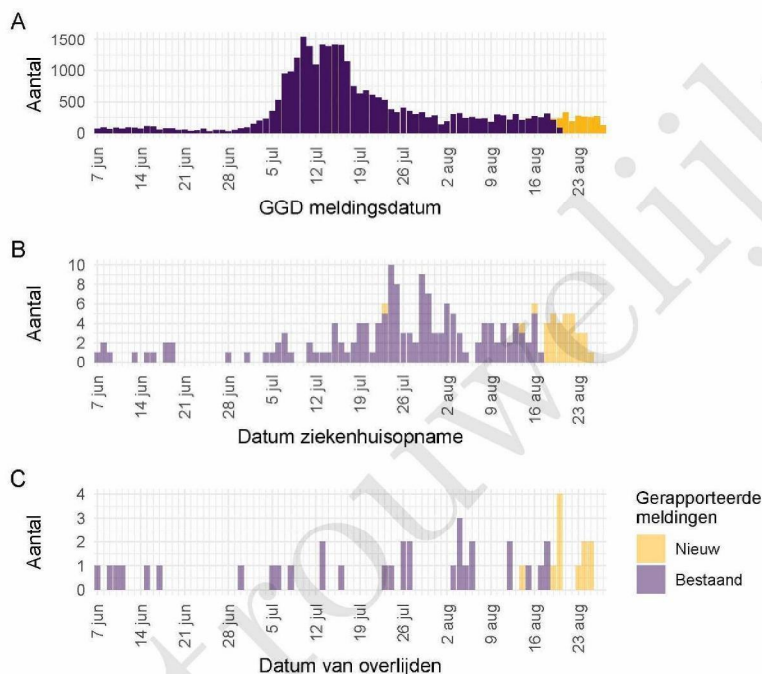 A
Aantal
1500
1000
500
0
7 jun 14 jun 21 jun 28 jun 5 jul 12 jul 19 jul 26 jul 2 aug 9 aug 16 aug 23 aug
GGD meldingsdatum
B
Aantal
10
8
6
4
2
0
7 jun 14 jun 21 jun 28 jun 5 jul 12 jul 19 jul 26 jul 2 aug 9 aug 16 aug 23 aug
Datum ziekenhuisopname
C
Aantal
4
3
2
1
0
7 jun 14 jun 21 jun 28 jun 5 jul 12 jul 19 jul 26 jul 2 aug 9 aug 16 aug 23 aug
Datum van overlijden
Gerapporteerde
meldingen
Nieuw
Bestaand
trouwelij